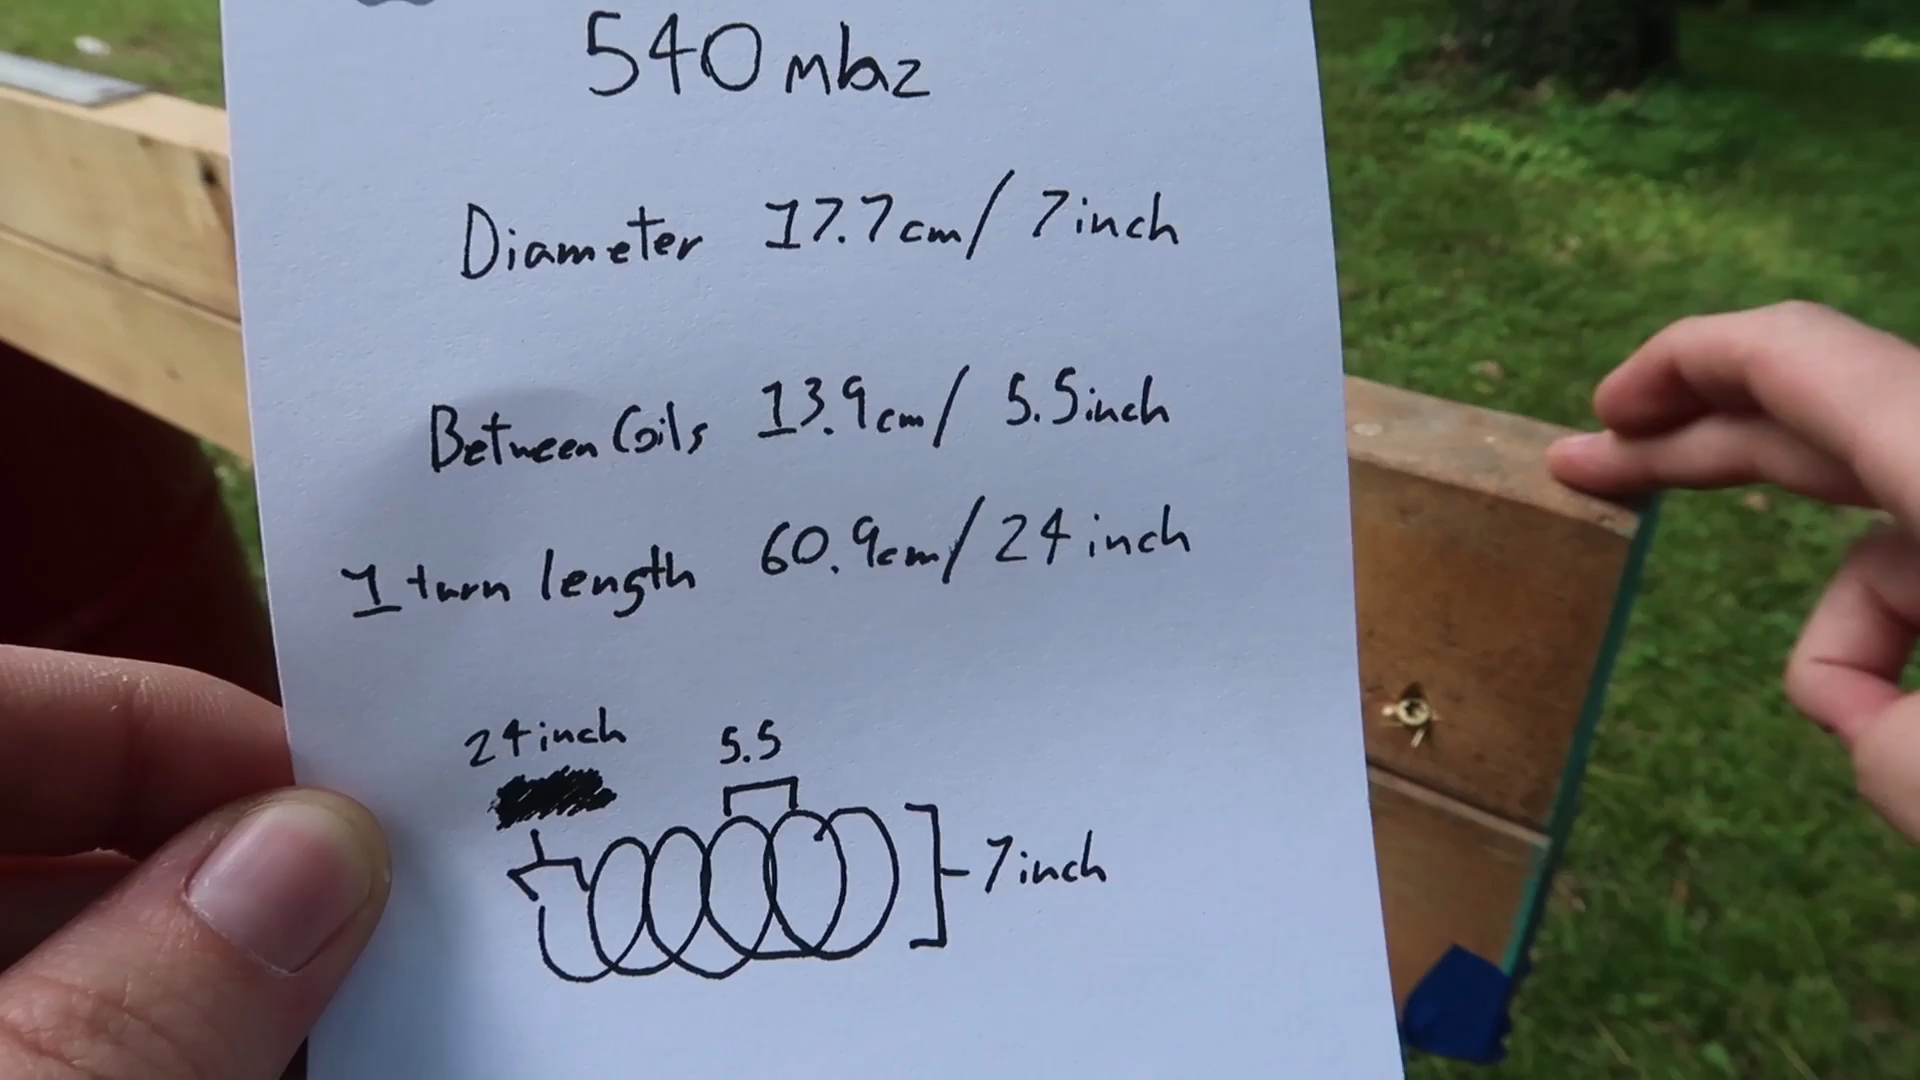 540 mhz
Diameter 17.7cm/ 7inch
Between Coils 13.9cm/ 5.5inch
1 turn length 60.9cm/ 24 inch
24inch 5.5
7inch